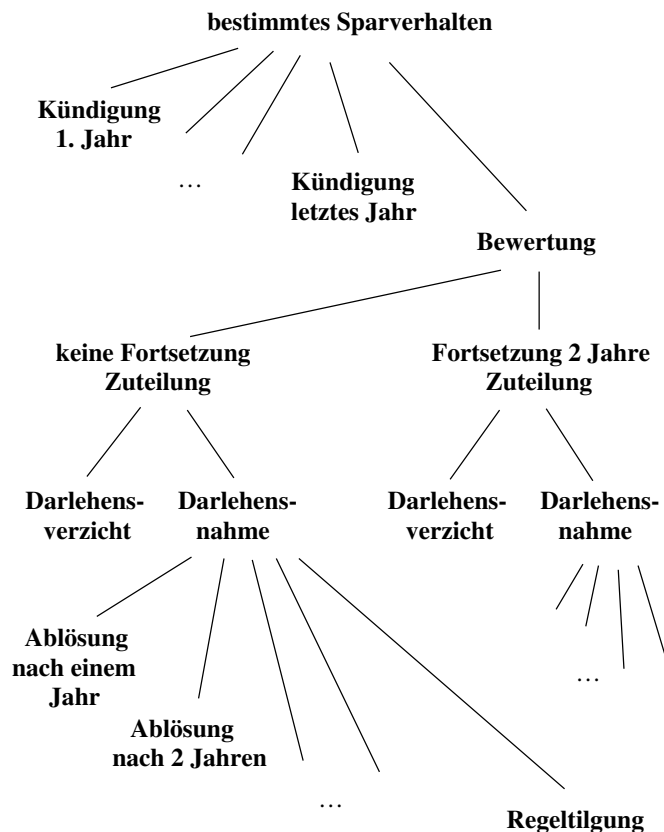 bestimmtes Sparverhalten
Kündigung
1. Jahr
…
Kündigung
letztes Jahr
Bewertung
keine Fortsetzung
Zuteilung
Fortsetzung 2 Jahre
Zuteilung
Darlehens-
verzicht
Darlehens-
nahme
Darlehens-
verzicht
Darlehens-
nahme
Ablösung
nach einem
Jahr
…
Ablösung
nach 2 Jahren
…
Regeltilgung